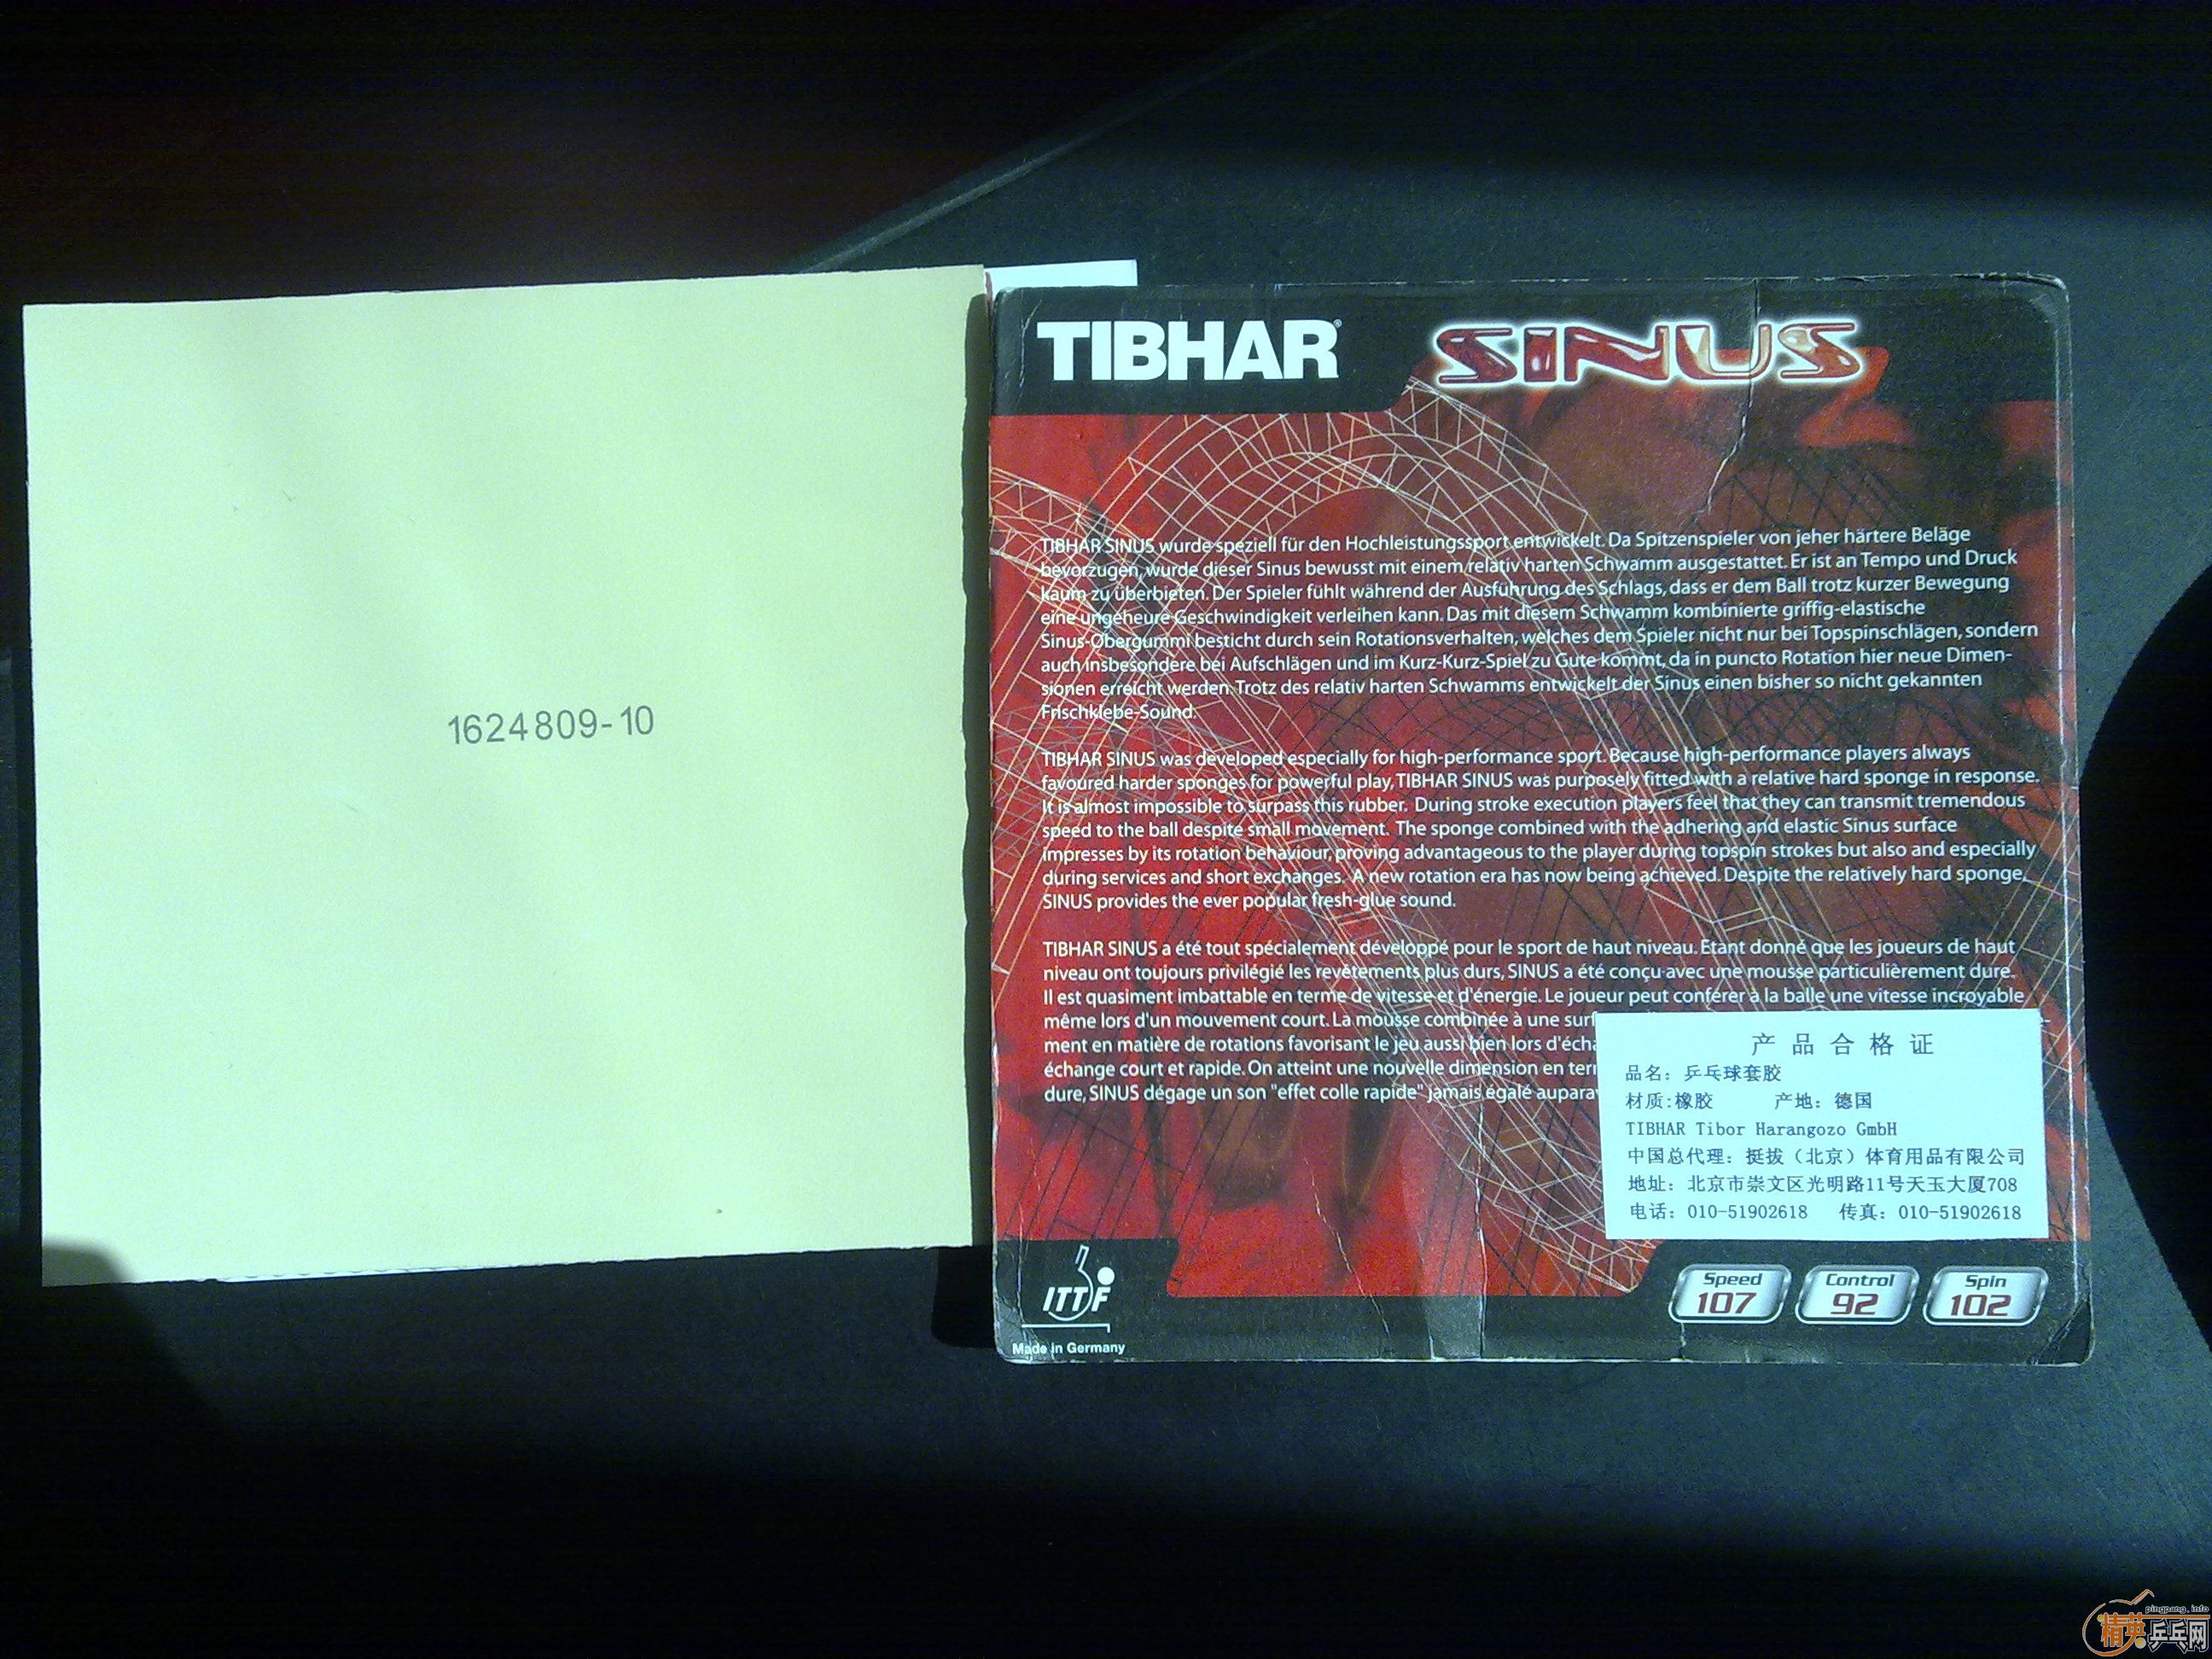 1624809-10
TIBHAR® SINUS
TIBHAR SINUS wurde speziell für den Hochleistungssport entwickelt. Da Spitzenspieler von jeher härtere Beläge
bevorzugen, wurde dieser Sinus bewusst mit einem relativ harten Schwamm ausgestattet. Er ist an Tempo und Druck
kaum zu überbieten. Der Spieler fühlt während der Ausführung des Schlags, dass er dem Ball trotz kurzer Bewegung
eine ungeheure Geschwindigkeit verleihen kann. Das mit diesem Schwamm kombinierte griffig-elastische
Sinus-Obergummi besticht durch sein Rotationsverhalten, welches dem Spieler nicht nur bei Topspinschlägen, sondern
auch insbesondere bei Aufschlägen und im Kurz-Kurz-Spiel zu Gute kommt, da in puncto Rotation hier neue Dimen-
sionen erreicht werden. Trotz des relativ harten Schwamms entwickelt der Sinus einen bisher so nicht gekannten
Frischklebe-Sound.
TIBHAR SINUS was developed especially for high-performance sport. Because high-performance players always
favoured harder sponges for powerful play, TIBHAR SINUS was purposely fitted with a relative hard sponge in response.
It is almost impossible to surpass this rubber. During stroke execution players feel that they can transmit tremendous
speed to the ball despite small movement. The sponge combined with the adhering and elastic Sinus surface
impresses by its rotation behaviour, proving advantageous to the player during topspin strokes but also and especially
during services and short exchanges. A new rotation era has now being achieved. Despite the relatively hard sponge,
SINUS provides the ever popular fresh-glue sound.
TIBHAR SINUS a été tout spécialement développé pour le sport de haut niveau. Etant donné que les joueurs de haut
niveau ont toujours privilégié les revêtements plus durs, SINUS a été conçu avec une mousse particulièrement dure.
Il est quasiment imbattable en terme de vitesse et d'énergie. Le joueur peut conférer à la balle une vitesse incroyable
même lors d'un mouvement court. La mousse combinée à une surf
ment en matière de rotations favorisant le jeu aussi bien lors d'écha
échange court et rapide. On atteint une nouvelle dimension en terr
dure, SINUS dégage un son "effet colle rapide" jamais égalé aupara
产品合格证
品名：乒乓球套胶
材质:橡胶 产地：德国
TIBHAR Tibor Harangozo GmbH
中国总代理：挺拔（北京）体育用品有限公司
地址：北京市崇文区光明路11号天玉大厦708
电话：010-51902618 传真：010-51902618
ITTF
Made in Germany
Speed 107
Control 92
Spin 102
pingpang.info
精英乒乓网